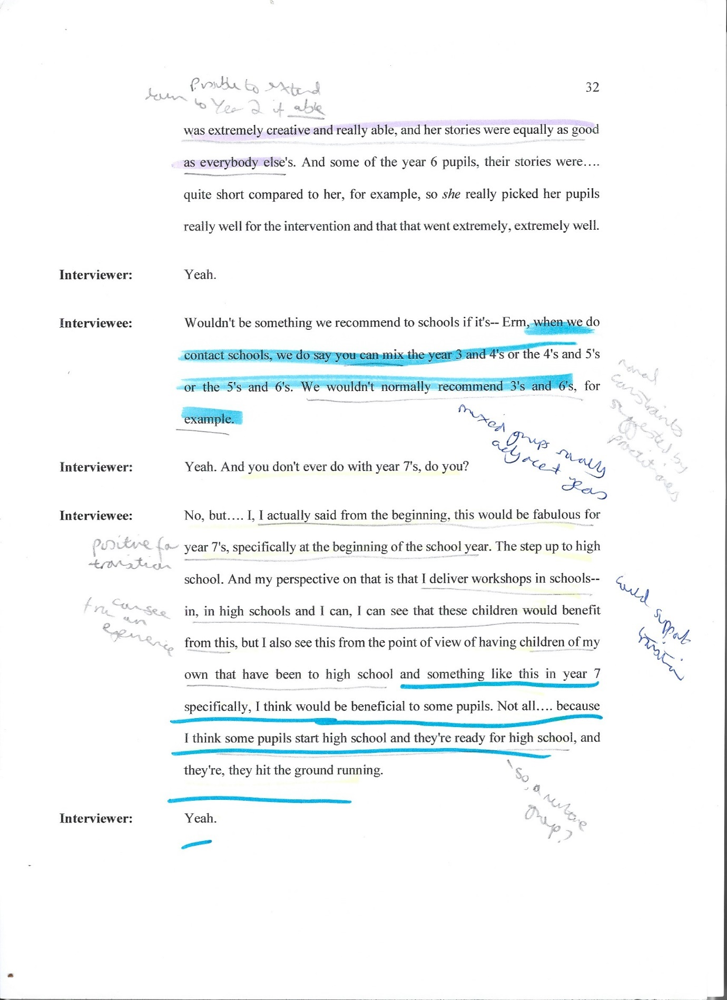 32
Possible to extend
down to Year 2 if able
was extremely creative and really able, and her stories were equally as good
as everybody else's. And some of the year 6 pupils, their stories were....
quite short compared to her, for example, so she really picked her pupils
really well for the intervention and that that went extremely, extremely well.
Interviewer: Yeah.
Interviewee: Wouldn't be something we recommend to schools if it's-- Erm, when we do
contact schools, we do say you can mix the year 3 and 4's or the 4's and 5's
or the 5's and 6's. We wouldn't normally recommend 3's and 6's, for
example.
constraints
suggested by
practitioners
mixed groups usually
adjacent years
Interviewer: Yeah. And you don't ever do with year 7's, do you?
Interviewee: No, but.... I, I actually said from the beginning, this would be fabulous for
year 7's, specifically at the beginning of the school year. The step up to high
school. And my perspective on that is that I deliver workshops in schools--
in, in high schools and I can, I can see that these children would benefit
from this, but I also see this from the point of view of having children of my
own that have been to high school and something like this in year 7
specifically, I think would be beneficial to some pupils. Not all.... because
I think some pupils start high school and they're ready for high school, and
they're, they hit the ground running.
positive for
transition
can see
experience
could support
transition
so, a nurture
group?
Interviewer: Yeah.